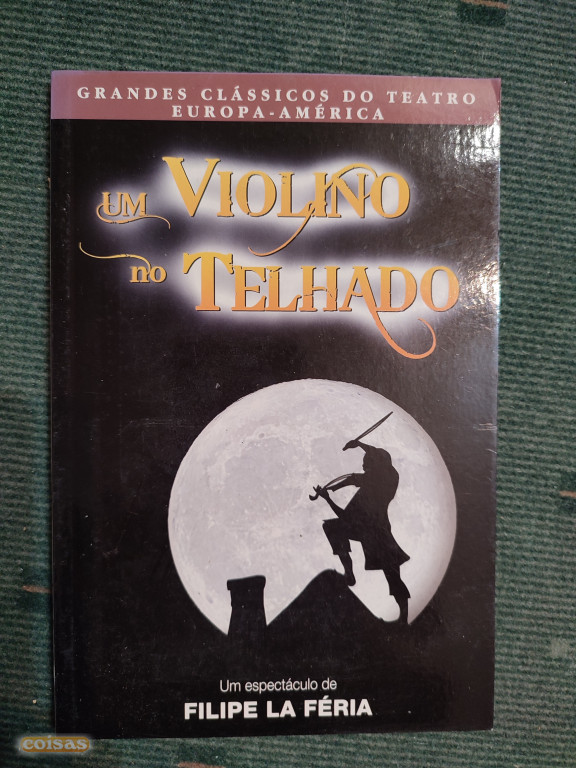 GRANDES CLÁSSICOS DO TEATRO
EUROPA-AMÉRICA
UM VIOLINO
no TELHADO
Um espectáculo de
FILIPE LA FÉRIA
coisas